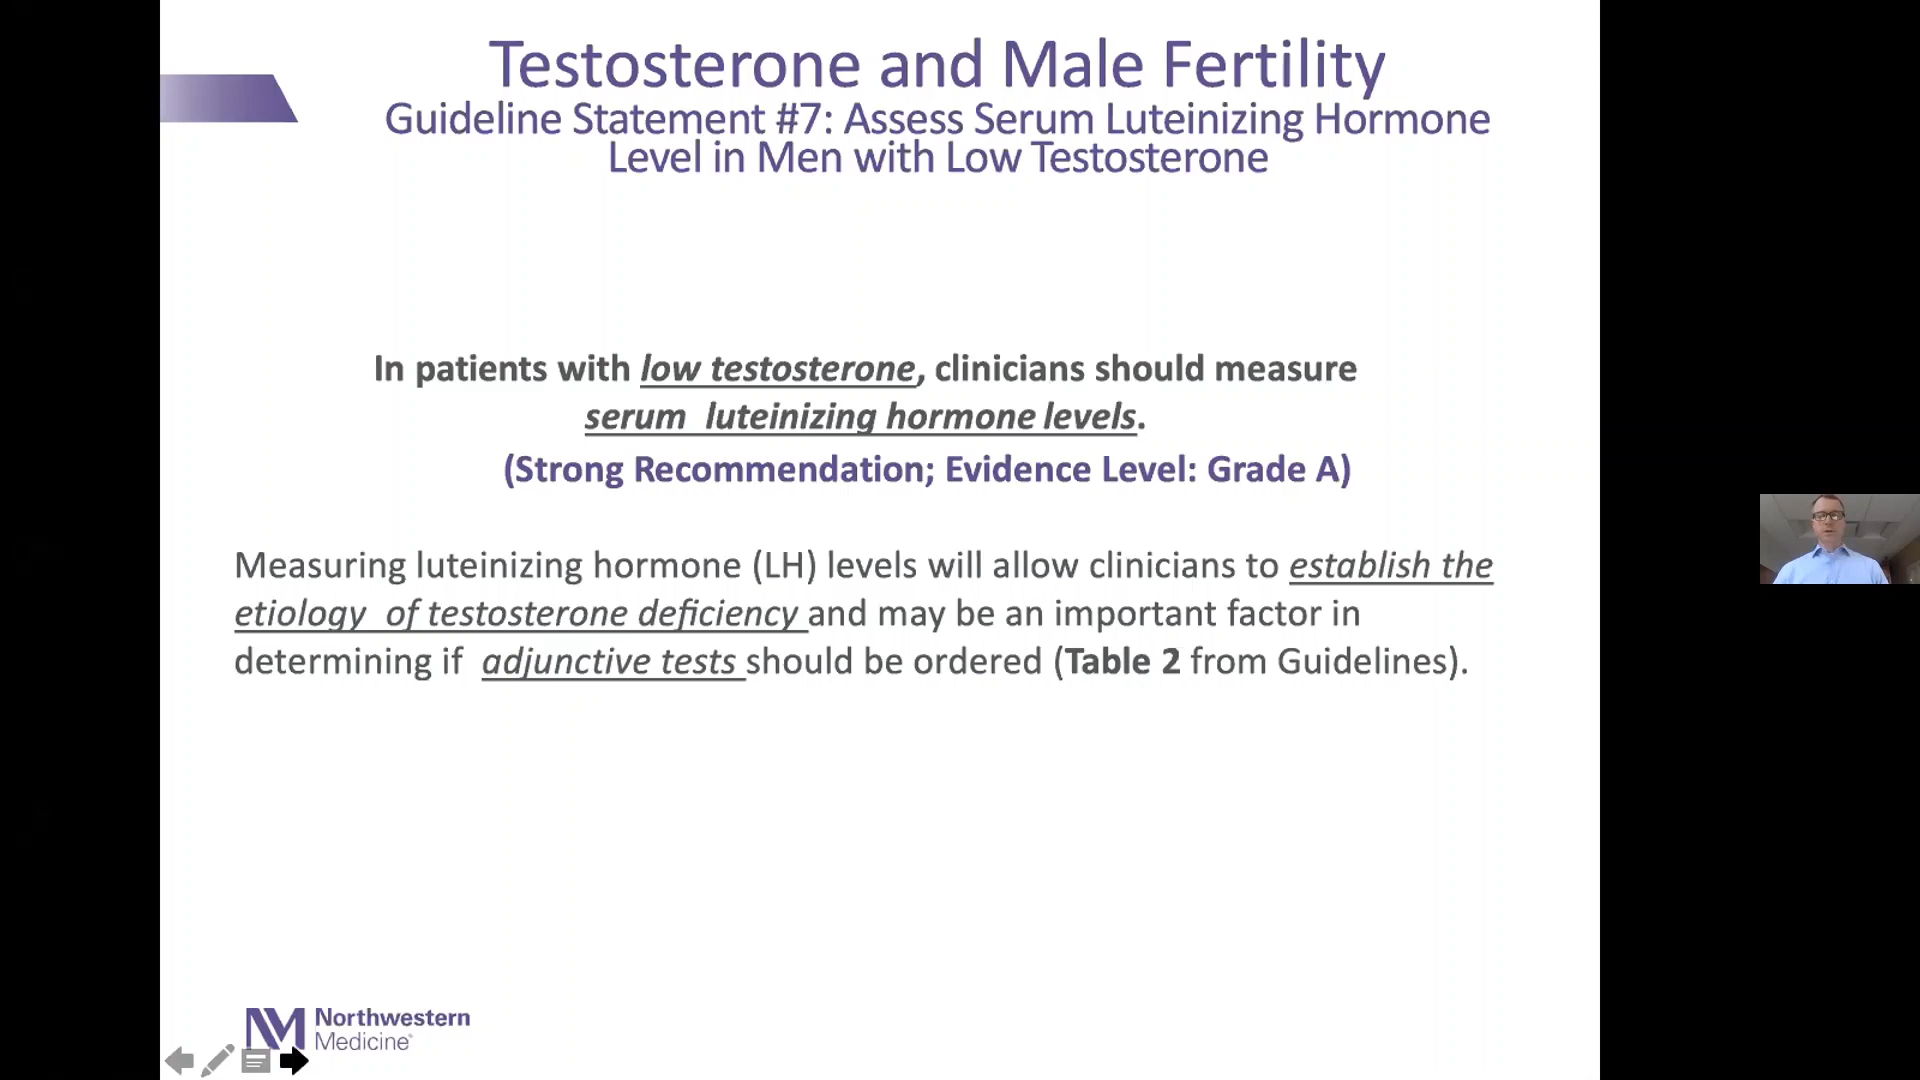 Testosterone and Male Fertility
Guideline Statement #7: Assess Serum Luteinizing Hormone
Level in Men with Low Testosterone
In patients with low testosterone, clinicians should measure
serum luteinizing hormone levels.
(Strong Recommendation; Evidence Level: Grade A)
Measuring luteinizing hormone (LH) levels will allow clinicians to establish the
etiology of testosterone deficiency and may be an important factor in
determining if adjunctive tests should be ordered (Table 2 from Guidelines).
NM Northwestern
Medicine